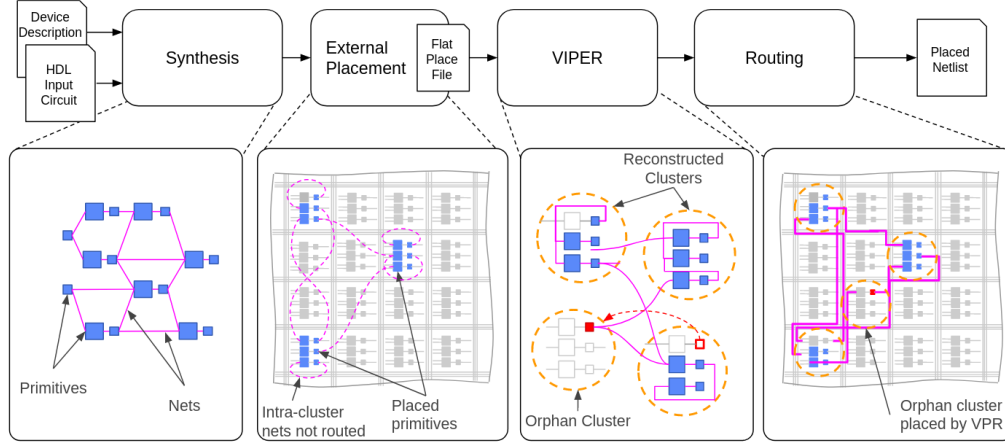 Device
Description
HDL
Input
Circuit
Synthesis
External
Placement
Flat
Place
File
VIPER
Routing
Placed
Netlist
Primitives
Nets
Intra-cluster
nets not routed
Placed
primitives
Reconstructed
Clusters
Orphan Cluster
Orphan cluster
placed by VPR